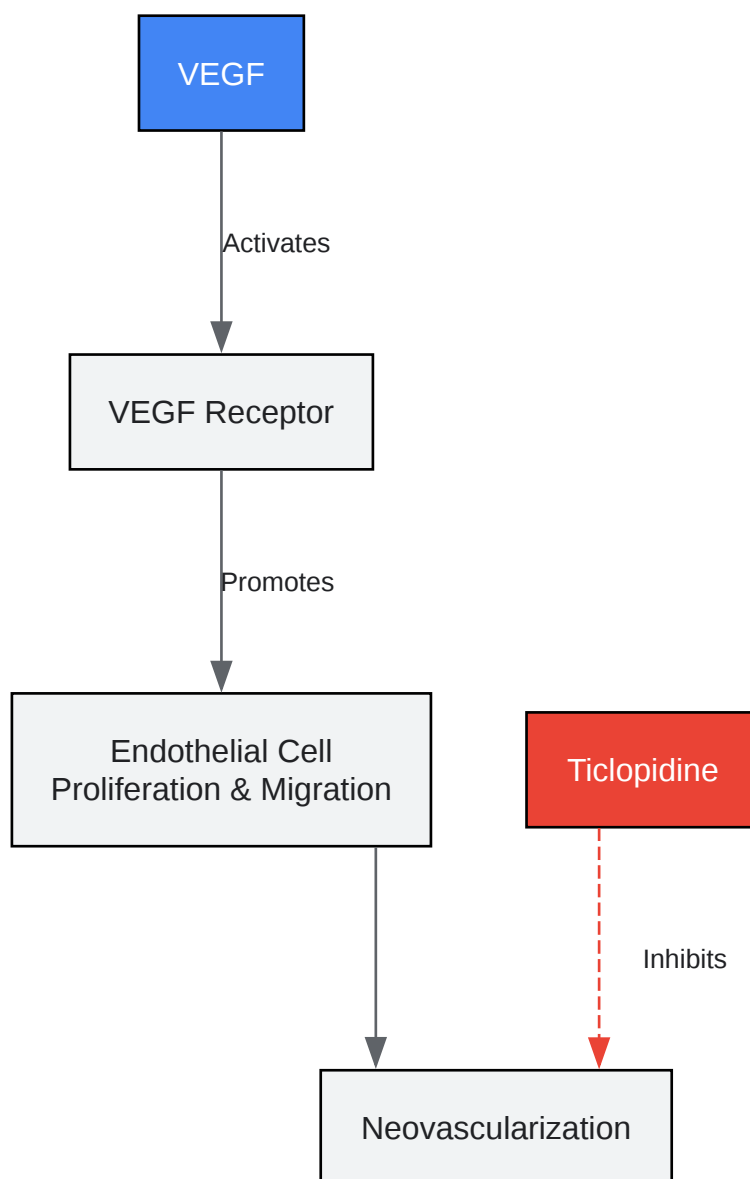 VEGF
Activates
VEGF Receptor
Promotes
Endothelial Cell
Proliferation & Migration
Ticlopidine
Inhibits
Neovascularization